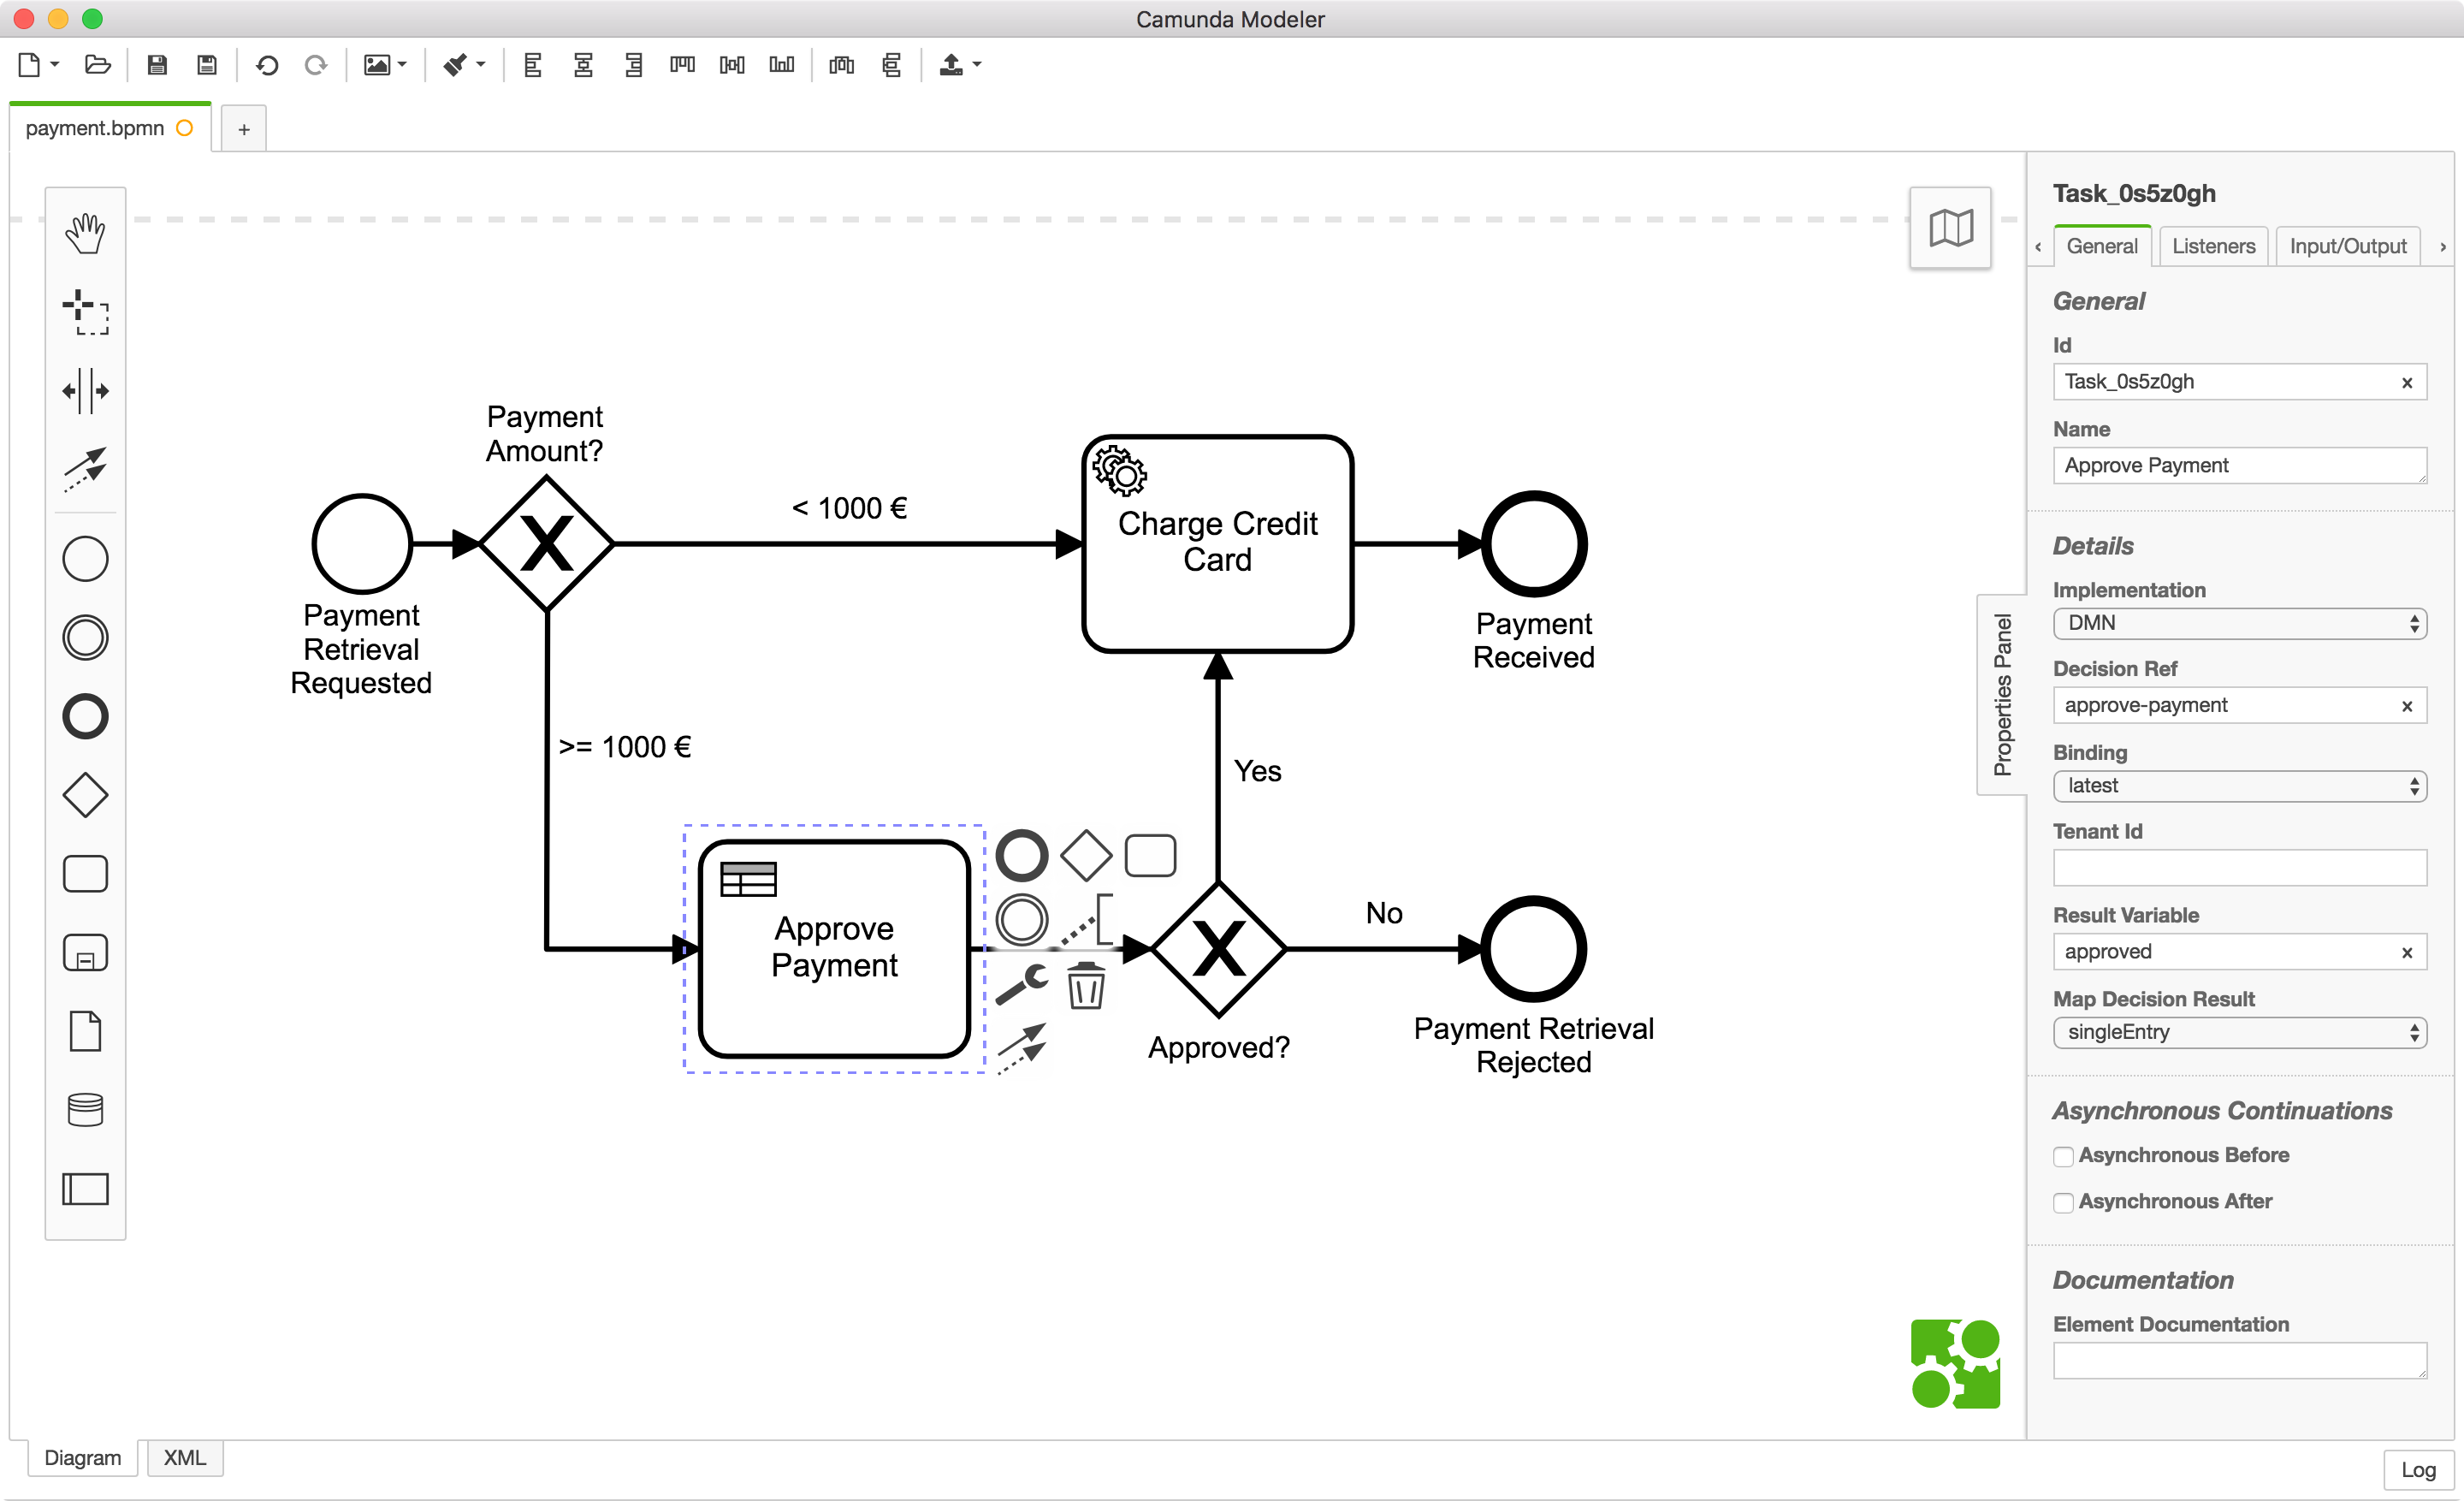 Camunda Modeler
payment.bpmn
+
Task_0s5z0gh
‹
General
Listeners
Input/Output
›
General
Id
Task_0s5z0gh
×
Name
Approve Payment
Details
Implementation
DMN
Decision Ref
approve-payment
×
Binding
latest
Tenant Id
Result Variable
approved
×
Map Decision Result
singleEntry
Asynchronous Continuations
Asynchronous Before
Asynchronous After
Documentation
Element Documentation
Properties Panel
Payment
Amount?
Payment
Retrieval
Requested
< 1000 €
Charge Credit
Card
Payment
Received
>= 1000 €
Approve
Payment
Yes
Approved?
No
Payment Retrieval
Rejected
Diagram
XML
Log